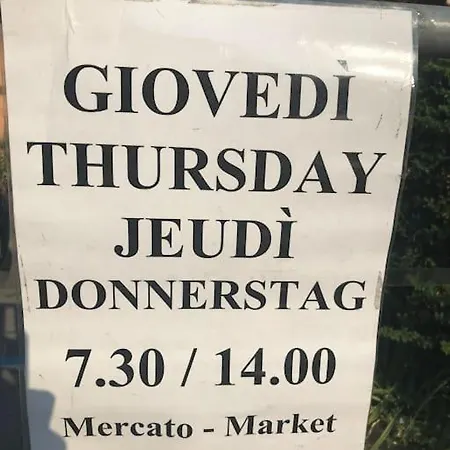 GIOVEDÌ
THURSDAY
JEUDÌ
DONNERSTAG
7.30 / 14.00
Mercato - Market